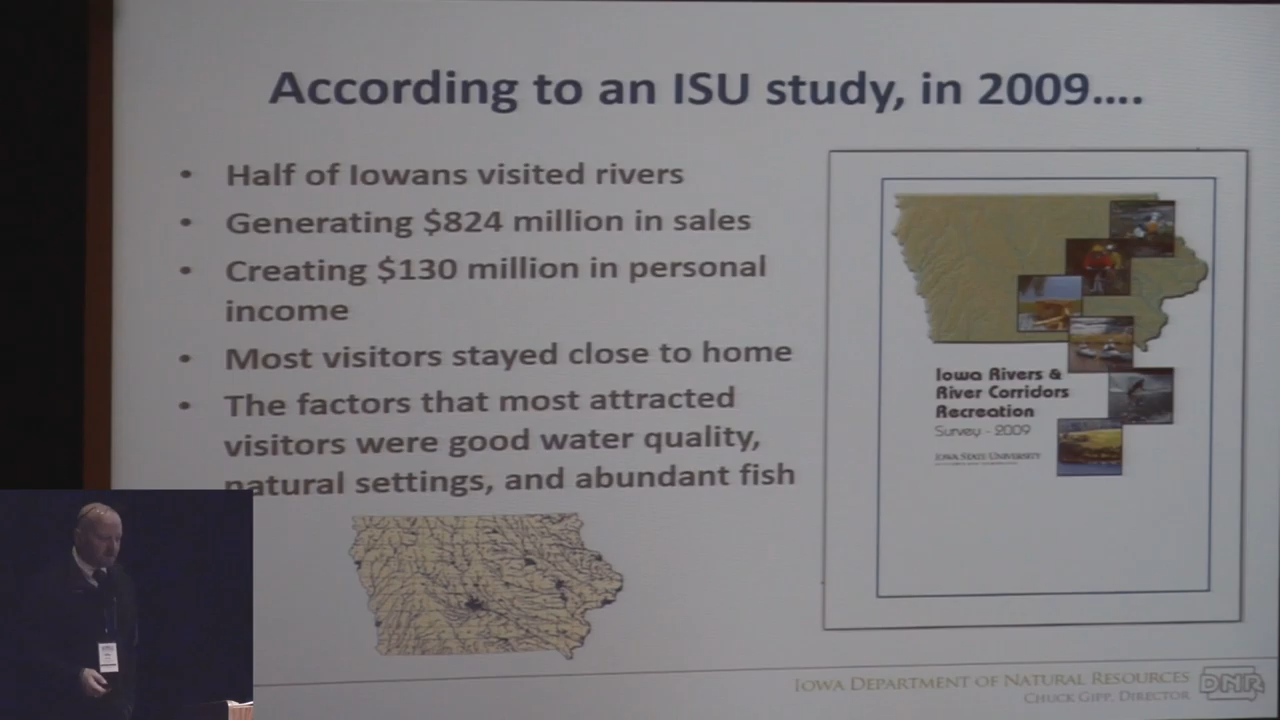 According to an ISU study, in 2009....
• Half of Iowans visited rivers
• Generating $824 million in sales
• Creating $130 million in personal
income
• Most visitors stayed close to home
• The factors that most attracted
visitors were good water quality,
natural settings, and abundant fish
Iowa Rivers &
River Corridors
Recreation
Survey - 2009
IOWA STATE UNIVERSITY
IOWA DEPARTMENT OF NATURAL RESOURCES
CHUCK GIPP, DIRECTOR
DNR